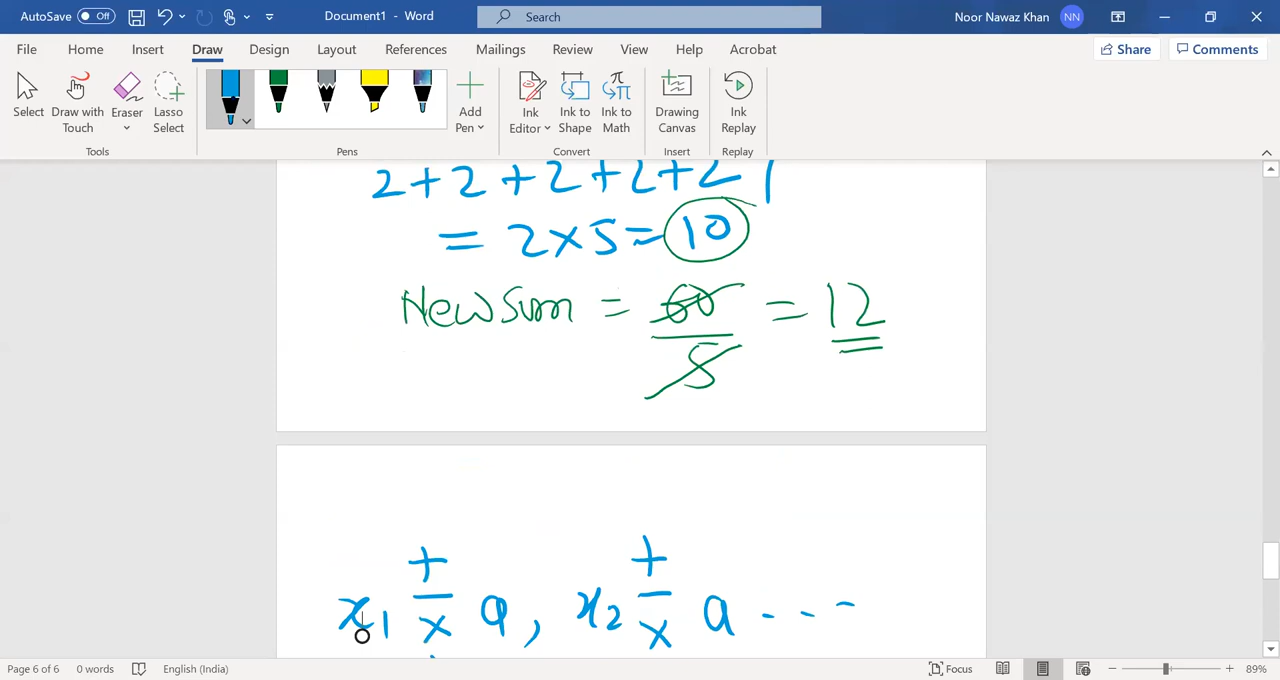 AutoSave Off Document1 - Word Search Noor Nawaz Khan NN
File Home Insert Draw Design Layout References Mailings Review View Help Acrobat Share Comments
Select Draw with Touch Eraser Lasso Select Add Pen Ink Editor Ink to Shape Ink to Math Drawing Canvas Ink Replay
Tools Pens Convert Insert Replay
2 + 2 + 2 + 2 + 2
= 2 × 5 = 10
New Sum = 60/5 = 12
x1 + − × a, x2 + − × a - - -
Page 6 of 6 0 words English (India) Focus 89%